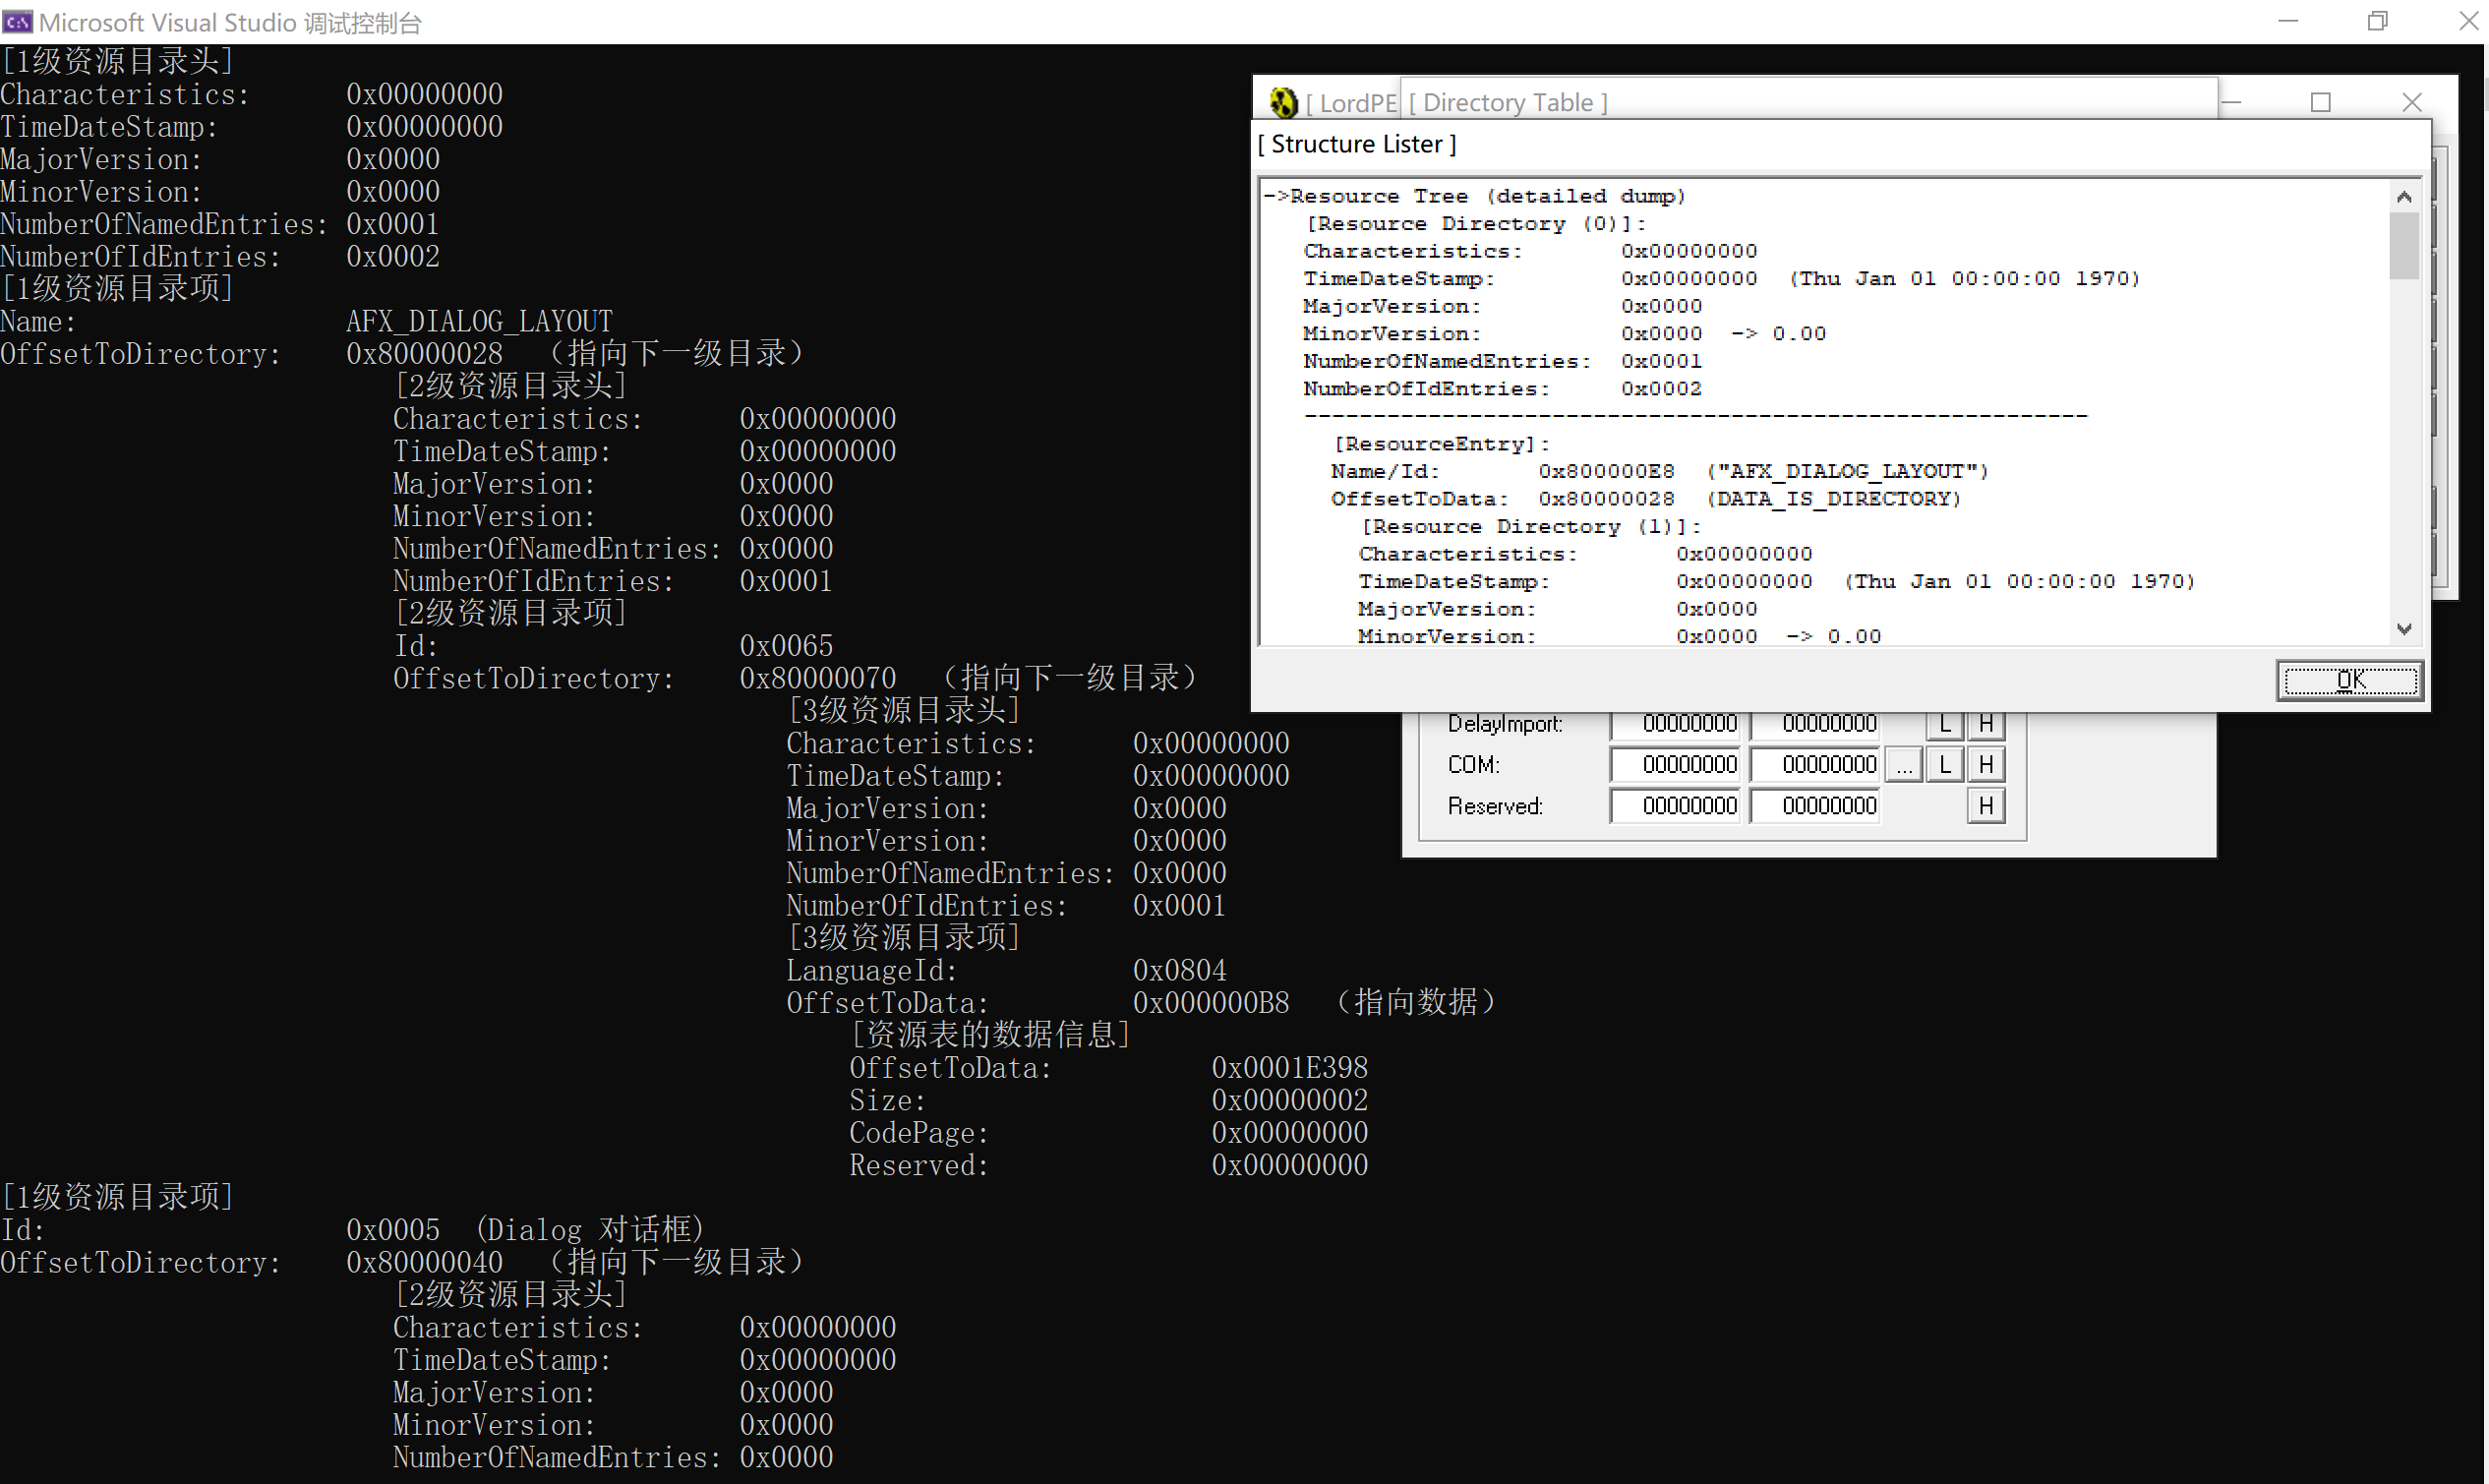 Microsoft Visual Studio 调试控制台
[1级资源目录头]
Characteristics: 0x00000000
TimeDateStamp: 0x00000000
MajorVersion: 0x0000
MinorVersion: 0x0000
NumberOfNamedEntries: 0x0001
NumberOfIdEntries: 0x0002
[1级资源目录项]
Name: AFX_DIALOG_LAYOUT
OffsetToDirectory: 0x80000028 （指向下一级目录）
[2级资源目录头]
Characteristics: 0x00000000
TimeDateStamp: 0x00000000
MajorVersion: 0x0000
MinorVersion: 0x0000
NumberOfNamedEntries: 0x0000
NumberOfIdEntries: 0x0001
[2级资源目录项]
Id: 0x0065
OffsetToDirectory: 0x80000070 （指向下一级目录）
[3级资源目录头]
Characteristics: 0x00000000
TimeDateStamp: 0x00000000
MajorVersion: 0x0000
MinorVersion: 0x0000
NumberOfNamedEntries: 0x0000
NumberOfIdEntries: 0x0001
[3级资源目录项]
LanguageId: 0x0804
OffsetToData: 0x000000B8 （指向数据）
[资源表的数据信息]
OffsetToData: 0x0001E398
Size: 0x00000002
CodePage: 0x00000000
Reserved: 0x00000000
[1级资源目录项]
Id: 0x0005 (Dialog 对话框)
OffsetToDirectory: 0x80000040 （指向下一级目录）
[2级资源目录头]
Characteristics: 0x00000000
TimeDateStamp: 0x00000000
MajorVersion: 0x0000
MinorVersion: 0x0000
NumberOfNamedEntries: 0x0000
[ LordPE
[ Directory Table ]
[ Structure Lister ]
->Resource Tree (detailed dump)
[Resource Directory (0)]:
Characteristics: 0x00000000
TimeDateStamp: 0x00000000 (Thu Jan 01 00:00:00 1970)
MajorVersion: 0x0000
MinorVersion: 0x0000 -> 0.00
NumberOfNamedEntries: 0x0001
NumberOfIdEntries: 0x0002
---------------------------------------------------------
[ResourceEntry]:
Name/Id: 0x800000E8 ("AFX_DIALOG_LAYOUT")
OffsetToData: 0x80000028 (DATA_IS_DIRECTORY)
[Resource Directory (1)]:
Characteristics: 0x00000000
TimeDateStamp: 0x00000000 (Thu Jan 01 00:00:00 1970)
MajorVersion: 0x0000
MinorVersion: 0x0000 -> 0.00
OK
DelayImport: 00000000 00000000 L H
COM: 00000000 00000000 ... L H
Reserved: 00000000 00000000 H